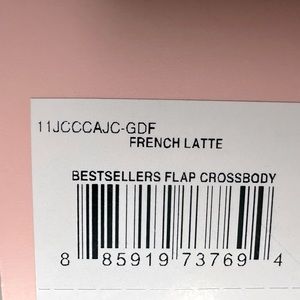 11JCCCAJC-GDF
FRENCH LATTE
BESTSELLERS FLAP CROSSBODY
8 85919 73769 4